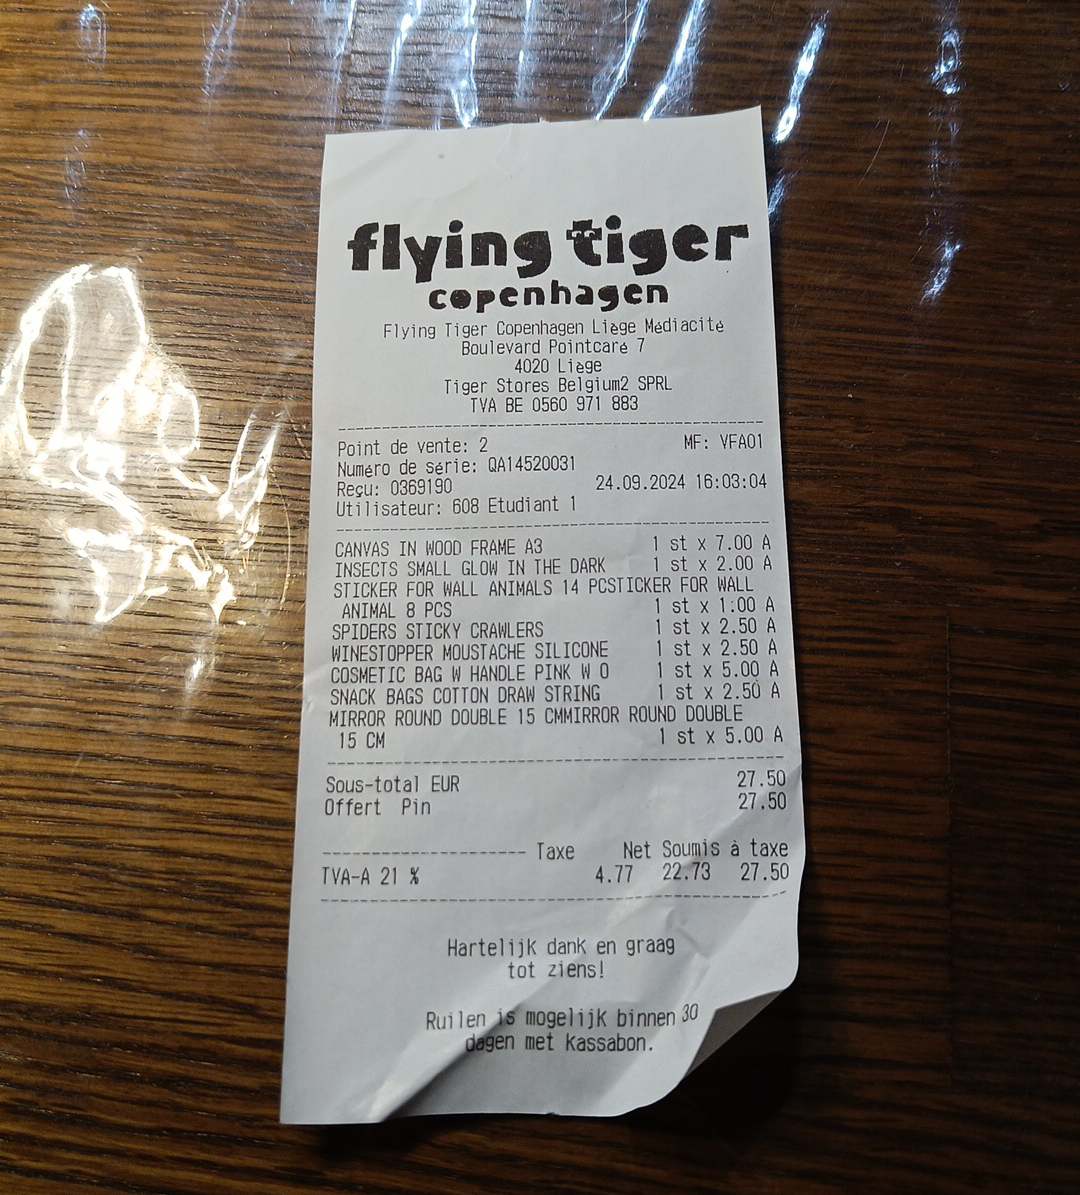 flying tiger
copenhagen
Flying Tiger Copenhagen Liège Médiacité
Boulevard Pointcaré 7
4020 Liège
Tiger Stores Belgium2 SPRL
TVA BE 0560 971 883
Point de vente: 2 MF: VFA01
Numéro de série: QA14520031
Reçu: 0369190 24.09.2024 16:03:04
Utilisateur: 608 Etudiant 1
CANVAS IN WOOD FRAME A3 1 st x 7.00 A
INSECTS SMALL GLOW IN THE DARK 1 st x 2.00 A
STICKER FOR WALL ANIMALS 14 PCSTICKER FOR WALL
ANIMAL 8 PCS 1 st x 1.00 A
SPIDERS STICKY CRAWLERS 1 st x 2.50 A
WINESTOPPER MOUSTACHE SILICONE 1 st x 2.50 A
COSMETIC BAG W HANDLE PINK W O 1 st x 5.00 A
SNACK BAGS COTTON DRAW STRING 1 st x 2.50 A
MIRROR ROUND DOUBLE 15 CMMIRROR ROUND DOUBLE
15 CM 1 st x 5.00 A
Sous-total EUR 27.50
Offert Pin 27.50
Taxe Net Soumis à taxe
TVA-A 21 % 4.77 22.73 27.50
Hartelijk dank en graag
tot ziens!
Ruilen is mogelijk binnen 30
dagen met kassabon.